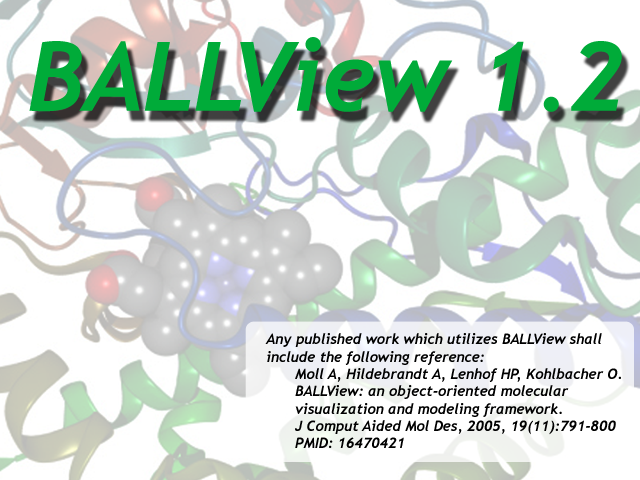 BALLView 1.2
Any published work which utilizes BALLView shall
include the following reference:
Moll A, Hildebrandt A, Lenhof HP, Kohlbacher O.
BALLView: an object-oriented molecular
visualization and modeling framework.
J Comput Aided Mol Des, 2005, 19(11):791-800
PMID: 16470421